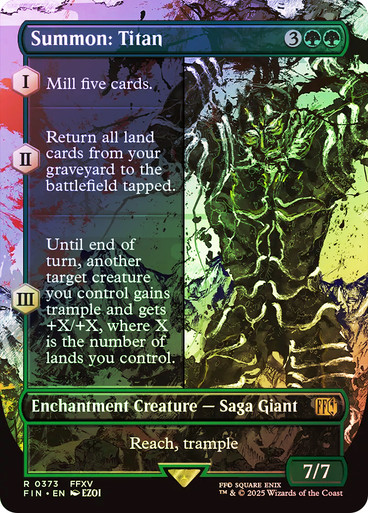 Summon: Titan 3
I Mill five cards.
II Return all land
cards from your
graveyard to the
battlefield tapped.
III Until end of
turn, another
target creature
you control gains
trample and gets
+X/+X, where X
is the number of
lands you control.
Enchantment Creature — Saga Giant
Reach, trample
7/7
R 0373 FFXV
FIN • EN EZOI
FF© SQUARE ENIX
™ & © 2025 Wizards of the Coast